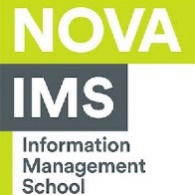 NOVA
IMS
Information
Management
School